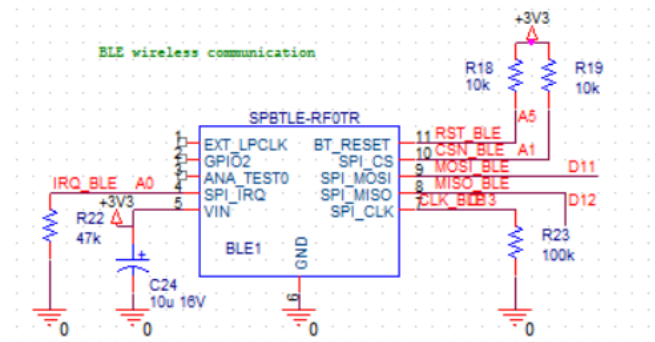 +3V3
BLE wireless communication
R18
10k
R19
10k
SPBTLE-RF0TR
A5
1
EXT_LPCLK
BT_RESET
11
RST_BLE
2
GPIO2
SPI_CS
10
CSN_BLE
A1
3
ANA_TEST0
SPI_MOSI
9
MOSI_BLE
D11
IRQ_BLE
A0
4
SPI_IRQ
SPI_MISO
8
MISO_BLE
+3V3
5
VIN
SPI_CLK
7
D12
R22
47k
BLE1
GND
R23
100k
C24
10u 16V
6
0
0
0
0